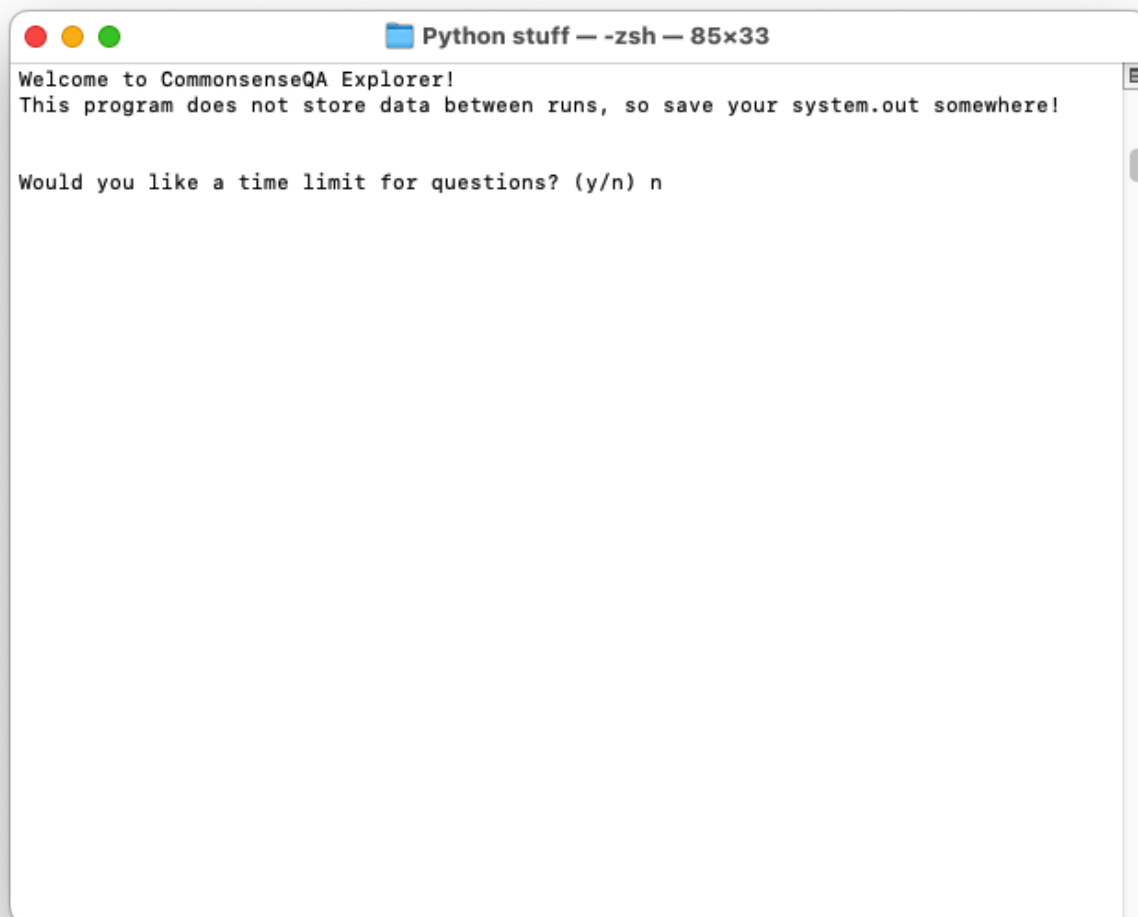 Python stuff — -zsh — 85×33
Welcome to CommonsenseQA Explorer!
This program does not store data between runs, so save your system.out somewhere!
Would you like a time limit for questions? (y/n) n